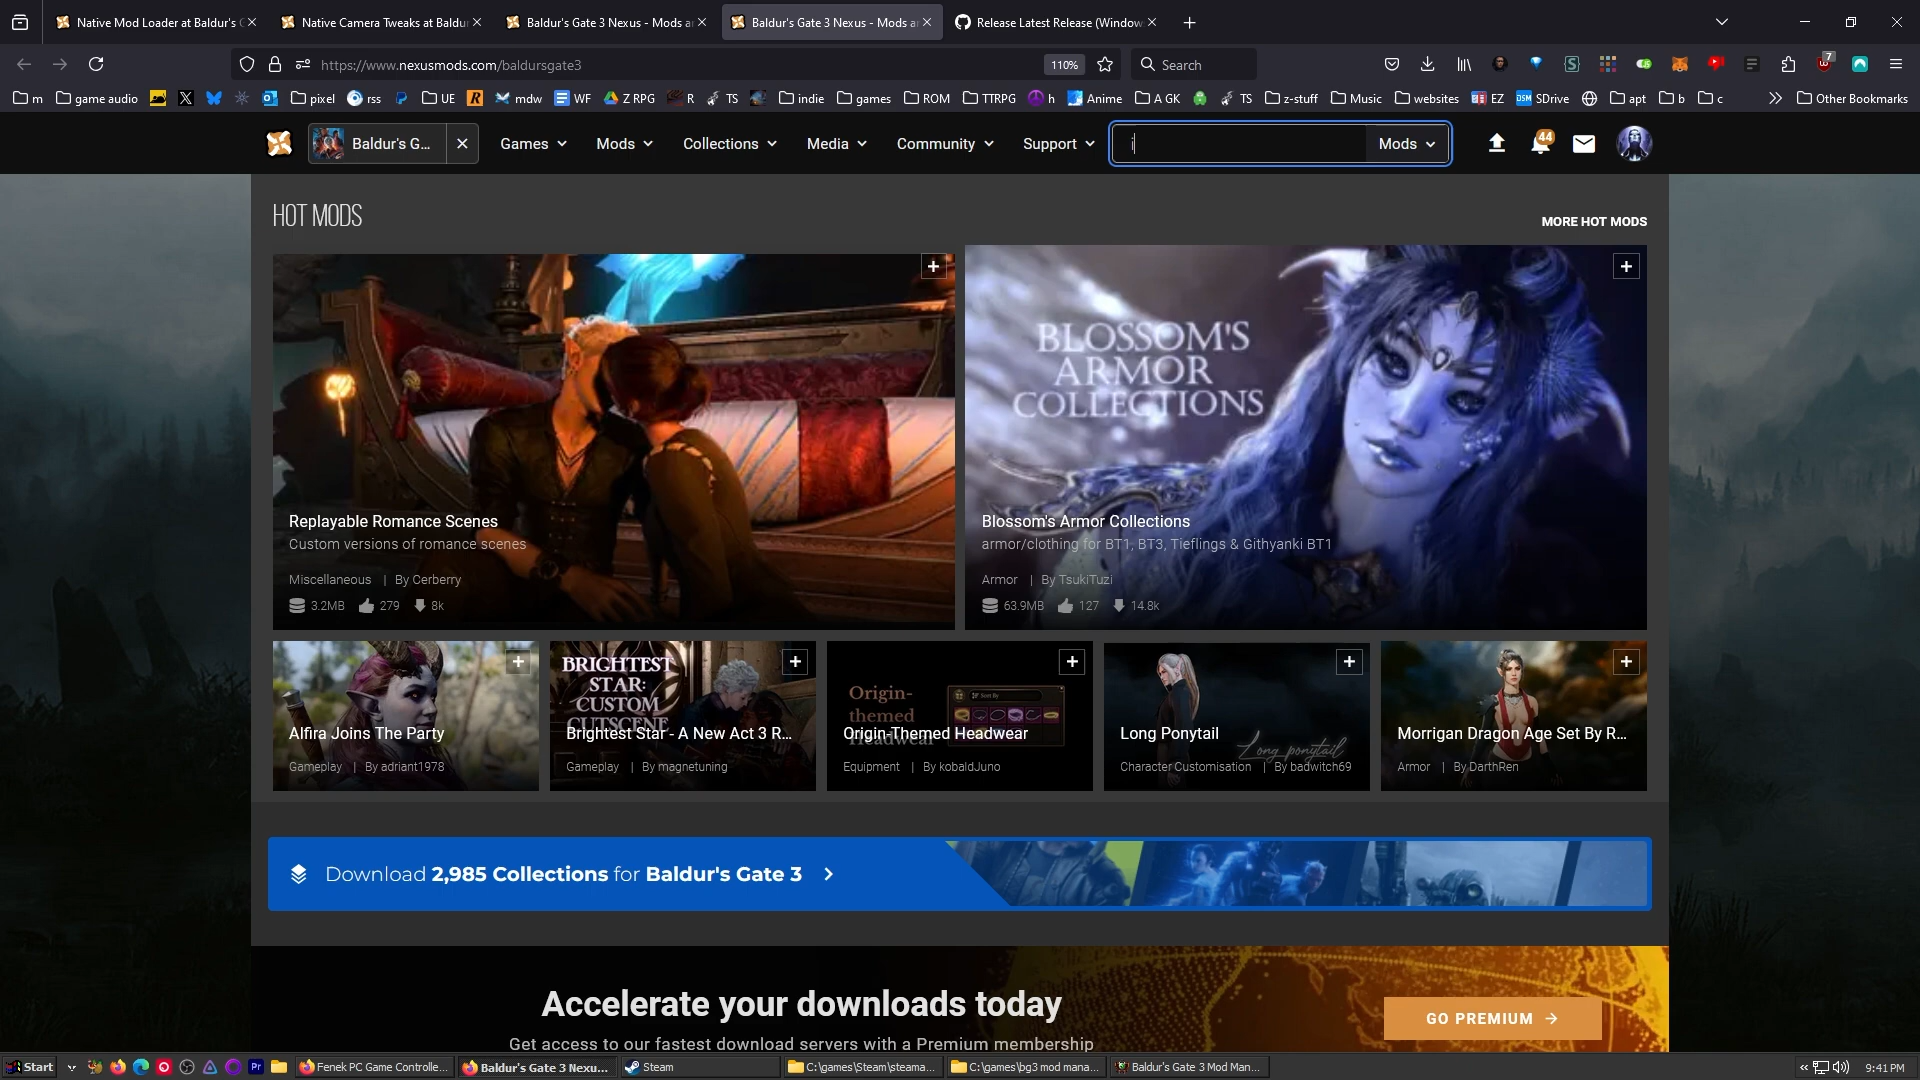 Native Mod Loader at Baldur's G
Native Camera Tweaks at Baldur
Baldur's Gate 3 Nexus - Mods a
Baldur's Gate 3 Nexus - Mods a
Release Latest Release (Window
https://www.nexusmods.com/baldursgate3
110%
Search
7
m
game audio
pixel
rss
UE
mdw
WF
Z RPG
R
TS
indie
games
ROM
TTRPG
h
Anime
A GK
TS
z-stuff
Music
websites
EZ
SDrive
apt
b
c
Other Bookmarks
Baldur's G...
Games
Mods
Collections
Media
Community
Support
i
Mods
44
HOT MODS
MORE HOT MODS
Replayable Romance Scenes
Custom versions of romance scenes
Miscellaneous | By Cerberry
3.2MB 279 8k
BLOSSOM'S
ARMOR
COLLECTIONS
Blossom's Armor Collections
armor/clothing for BT1, BT3, Tieflings & Githyanki BT1
Armor | By TsukiTuzi
63.9MB 127 14.8k
Alfira Joins The Party
Gameplay | By adriant1978
BRIGHTEST
STAR:
CUSTOM
CUTSCENE
Brightest Star - A New Act 3 R...
Gameplay | By magnetuning
Origin-
themed
Headwear
Sort By
Origin-Themed Headwear
Equipment | By kobaldJuno
Long Ponytail
Long ponytail
Character Customisation | By badwitch69
Morrigan Dragon Age Set By R...
Armor | By DarthRen
Download 2,985 Collections for Baldur's Gate 3
Accelerate your downloads today
Get access to our fastest download servers with a Premium membership
GO PREMIUM
Start
Pr
Fenek PC Game Controlle...
Baldur's Gate 3 Nexu...
Steam
C:\games\Steam\steama...
C:\games\bg3 mod mana...
Baldur's Gate 3 Mod Man...
9:41 PM